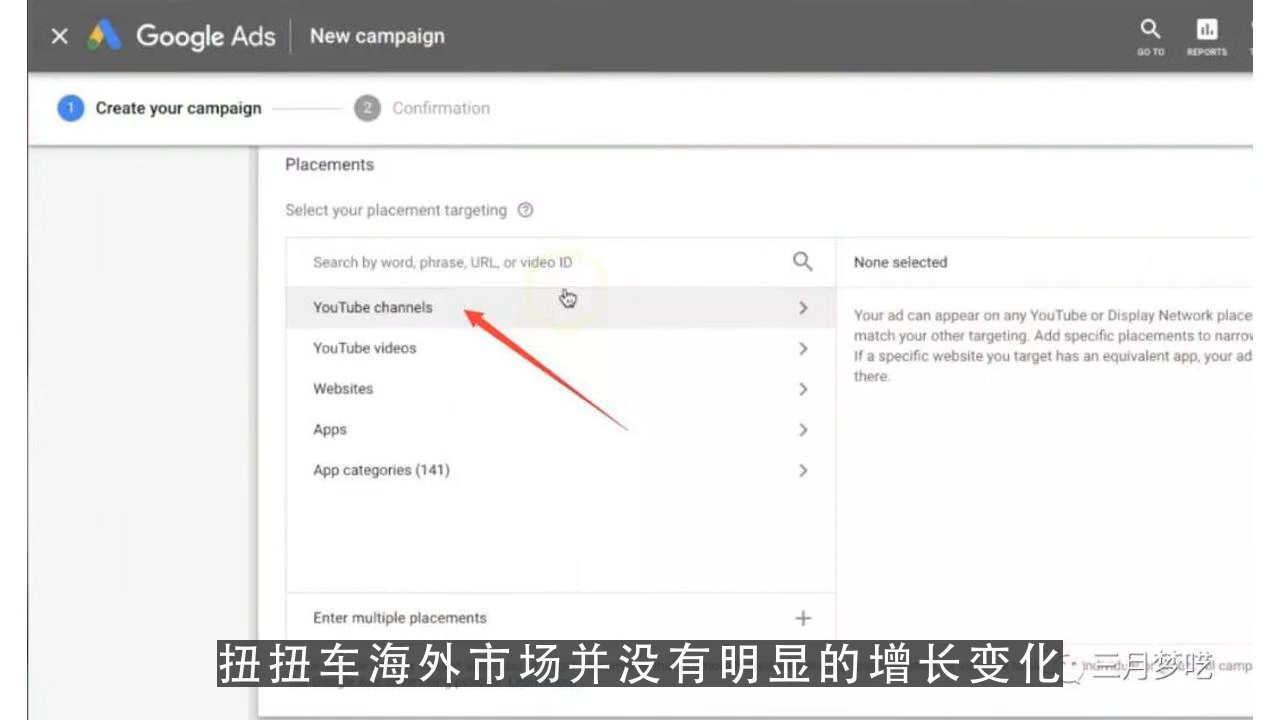 Google Ads New campaign
GO TO
REPORTS
1 Create your campaign
2 Confirmation
Placements
Select your placement targeting
Search by word, phrase, URL, or video ID
None selected
YouTube channels
YouTube videos
Websites
Apps
App categories (141)
Your ad can appear on any YouTube or Display Network place
match your other targeting. Add specific placements to narrow
If a specific website you target has an equivalent app, your ad
there.
Enter multiple placements
扭扭车海外市场并没有明显的增长变化
三月梦呓